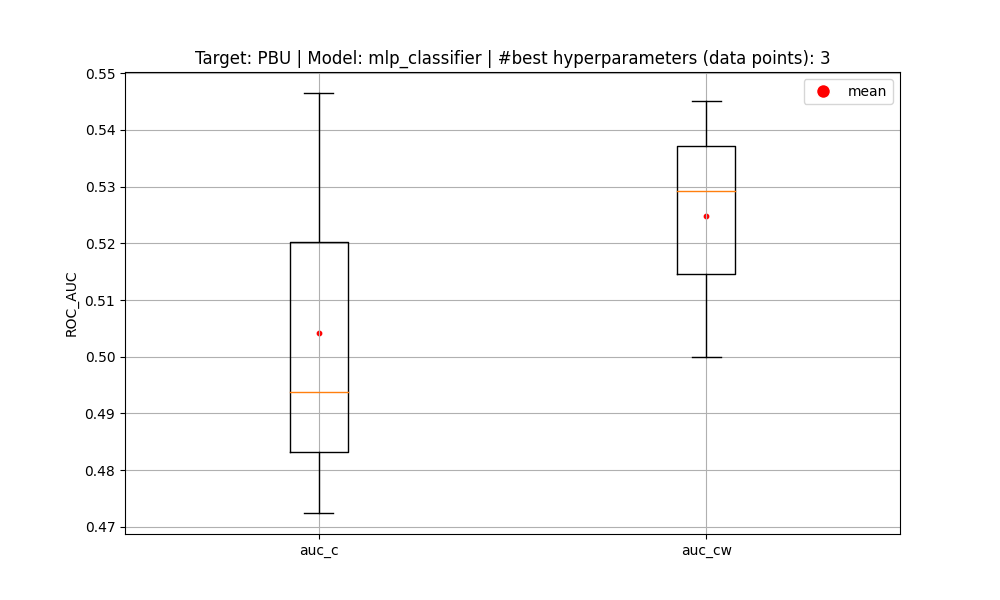 Target: PBU | Model: mlp_classifier | #best hyperparameters (data points): 3
mean
ROC_AUC
0.55
0.54
0.53
0.52
0.51
0.50
0.49
0.48
0.47
auc_c
auc_cw